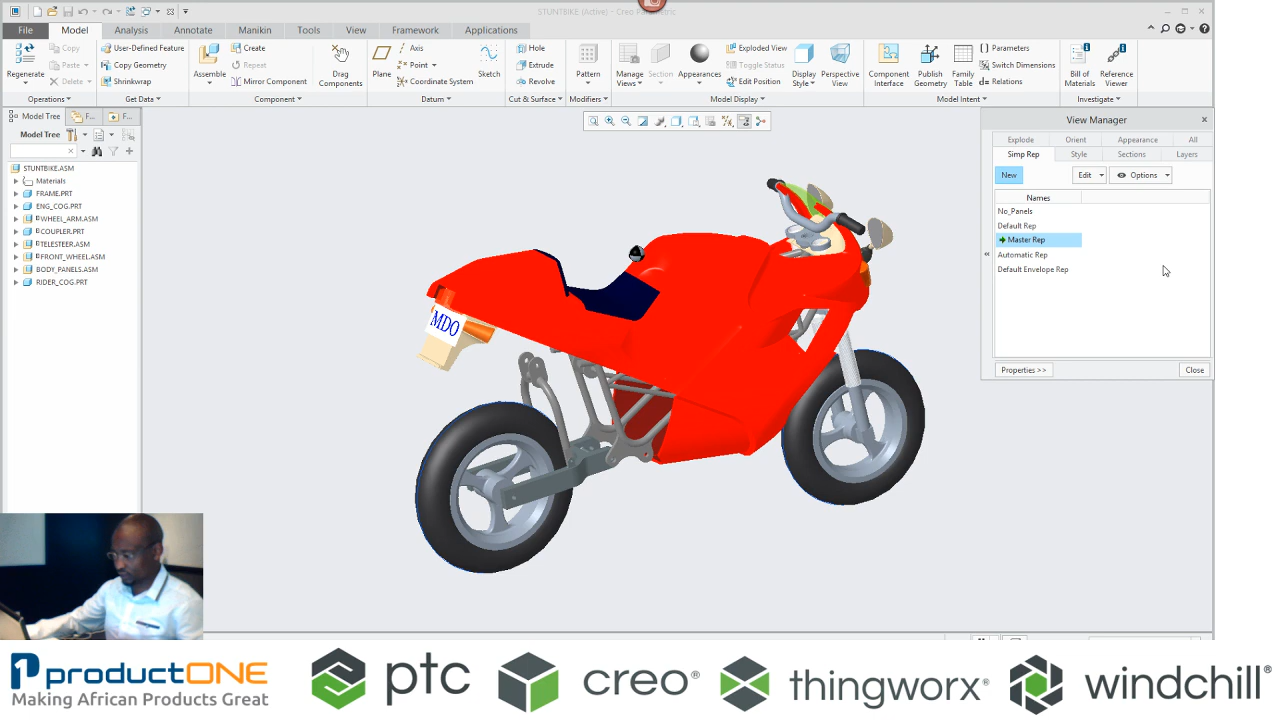 STUNTBIKE (Active) - Creo Parametric
File Model Analysis Annotate Manikin Tools View Framework Applications
Regenerate
Copy
Paste
Delete
Operations
User-Defined Feature
Copy Geometry
Shrinkwrap
Get Data
Assemble
Create
Repeat
Mirror Component
Drag
Components
Component
Plane
Axis
Point
Coordinate System
Sketch
Datum
Hole
Extrude
Revolve
Cut & Surface
Pattern
Modifiers
Manage
Views
Section
Appearances
Exploded View
Toggle Status
Edit Position
Display
Style
Perspective
View
Model Display
Component
Interface
Publish
Geometry
Family
Table
Parameters
Switch Dimensions
d= Relations
Model Intent
Bill of
Materials
Reference
Viewer
Investigate
Model Tree F... F...
Model Tree
STUNTBIKE.ASM
Materials
FRAME.PRT
ENG_COG.PRT
WHEEL_ARM.ASM
COUPLER.PRT
TELESTEER.ASM
FRONT_WHEEL.ASM
BODY_PANELS.ASM
RIDER_COG.PRT
View Manager
Explode Orient Appearance All
Simp Rep Style Sections Layers
New Edit Options
Names
No_Panels
Default Rep
Master Rep
Automatic Rep
Default Envelope Rep
Properties >> Close
MDO
productONE
Making African Products Great
ptc
creo®
thingworx®
windchill®